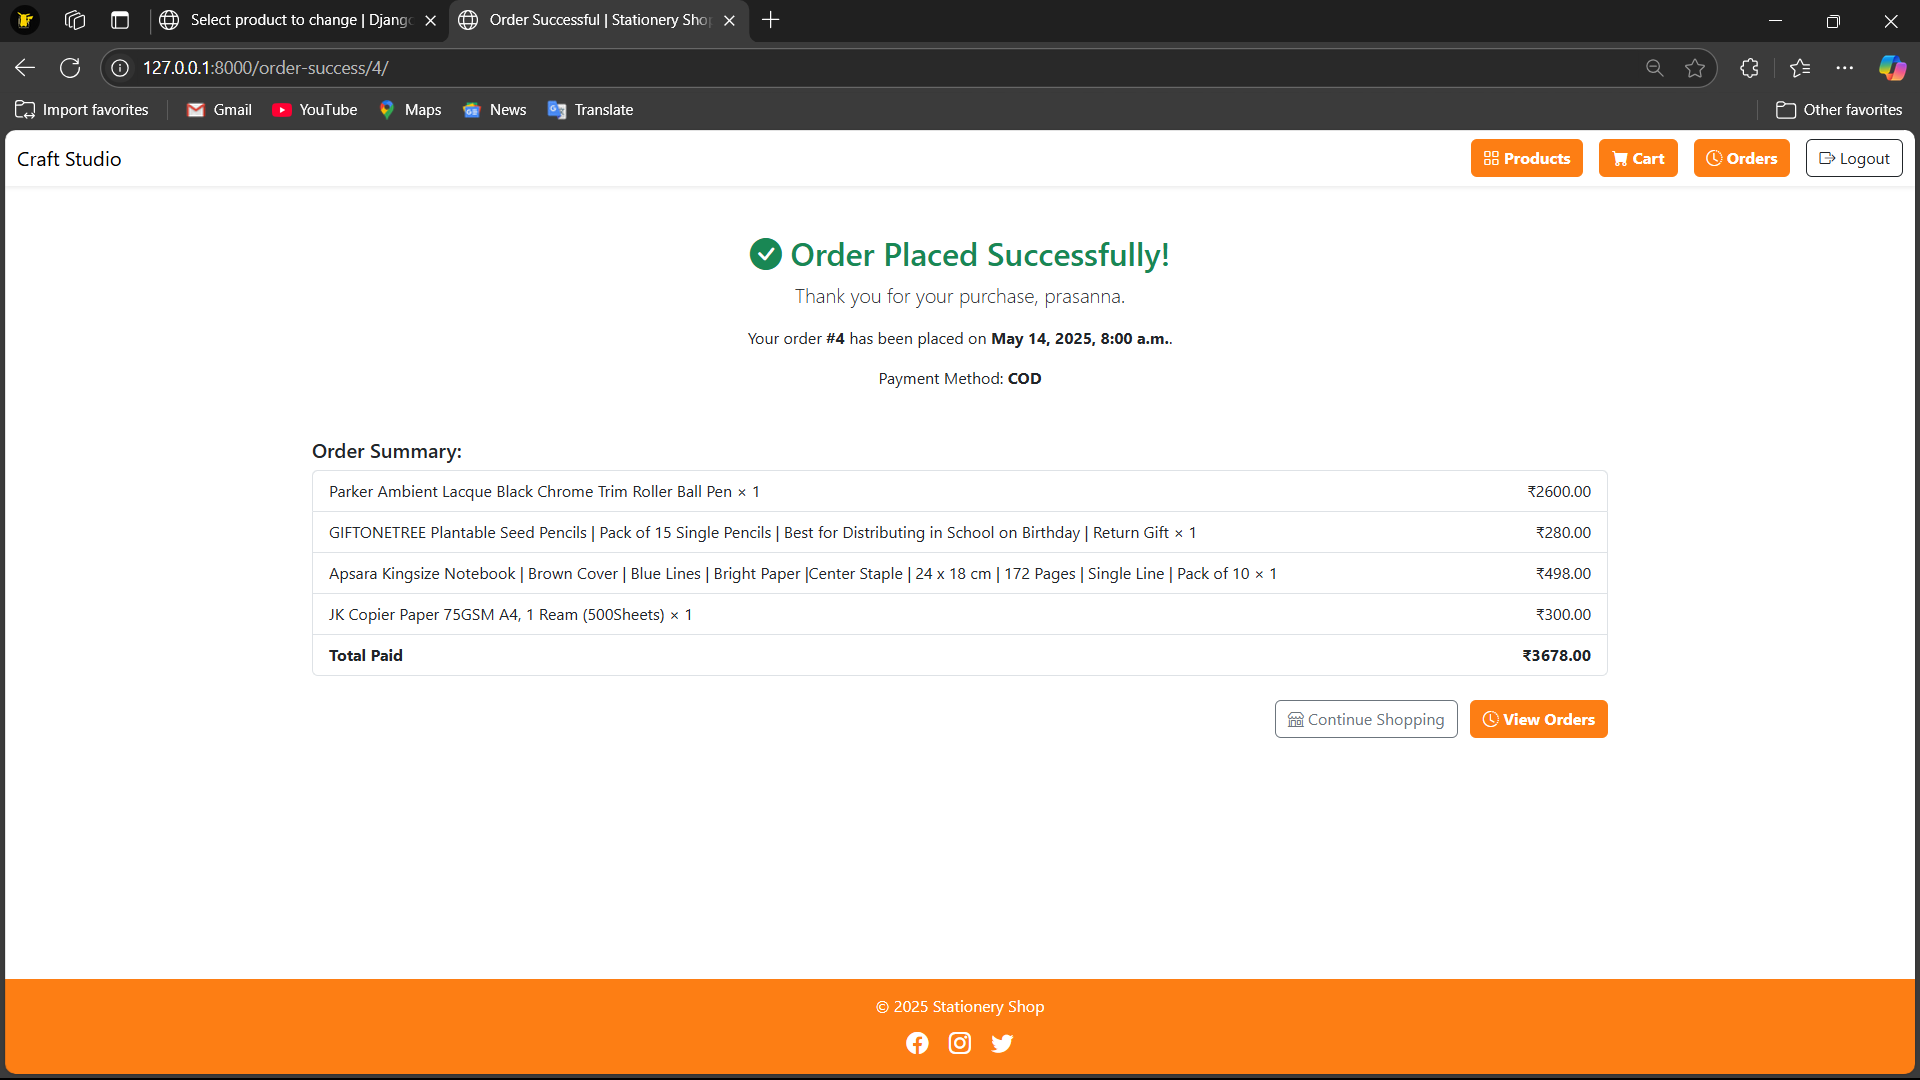 Select product to change | Djang
Order Successful | Stationery Sho
127.0.0.1:8000/order-success/4/
Import favorites
Gmail
YouTube
Maps
News
Translate
Other favorites
Craft Studio
Products
Cart
Orders
Logout
Order Placed Successfully!
Thank you for your purchase, prasanna.
Your order #4 has been placed on May 14, 2025, 8:00 a.m..
Payment Method: COD
Order Summary:
Parker Ambient Lacque Black Chrome Trim Roller Ball Pen × 1 ₹2600.00
GIFTONETREE Plantable Seed Pencils | Pack of 15 Single Pencils | Best for Distributing in School on Birthday | Return Gift × 1 ₹280.00
Apsara Kingsize Notebook | Brown Cover | Blue Lines | Bright Paper |Center Staple | 24 x 18 cm | 172 Pages | Single Line | Pack of 10 × 1 ₹498.00
JK Copier Paper 75GSM A4, 1 Ream (500Sheets) × 1 ₹300.00
Total Paid ₹3678.00
Continue Shopping
View Orders
© 2025 Stationery Shop